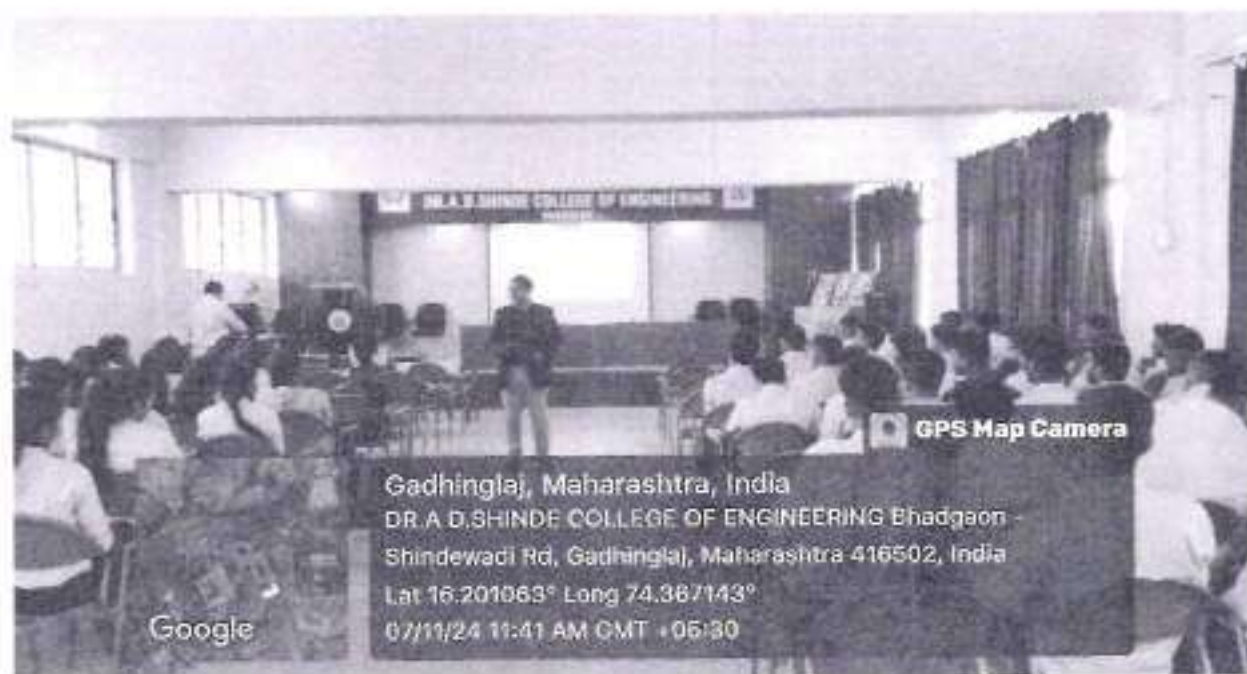 DR.A D.SHINDE COLLEGE OF ENGINEERING
GPS Map Camera
Gadhinglaj, Maharashtra, India
DR.A D.SHINDE COLLEGE OF ENGINEERING Bhadgaon -
Shindewadi Rd, Gadhinglaj, Maharashtra 416502, India
Lat 16.201063° Long 74.367143°
07/11/24 11:41 AM GMT +05:30
Google